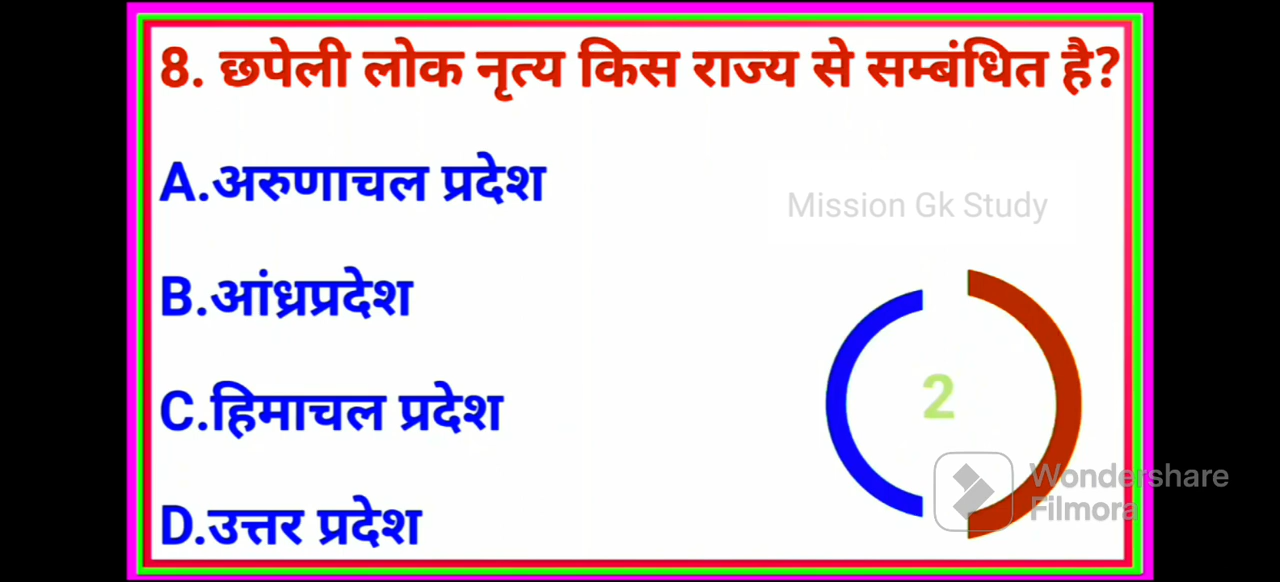 8. छपेली लोक नृत्य किस राज्य से सम्बंधित है?
A.अरुणाचल प्रदेश
Mission Gk Study
B.आंध्रप्रदेश
2
C.हिमाचल प्रदेश
Wondershare
Filmora
D.उत्तर प्रदेश